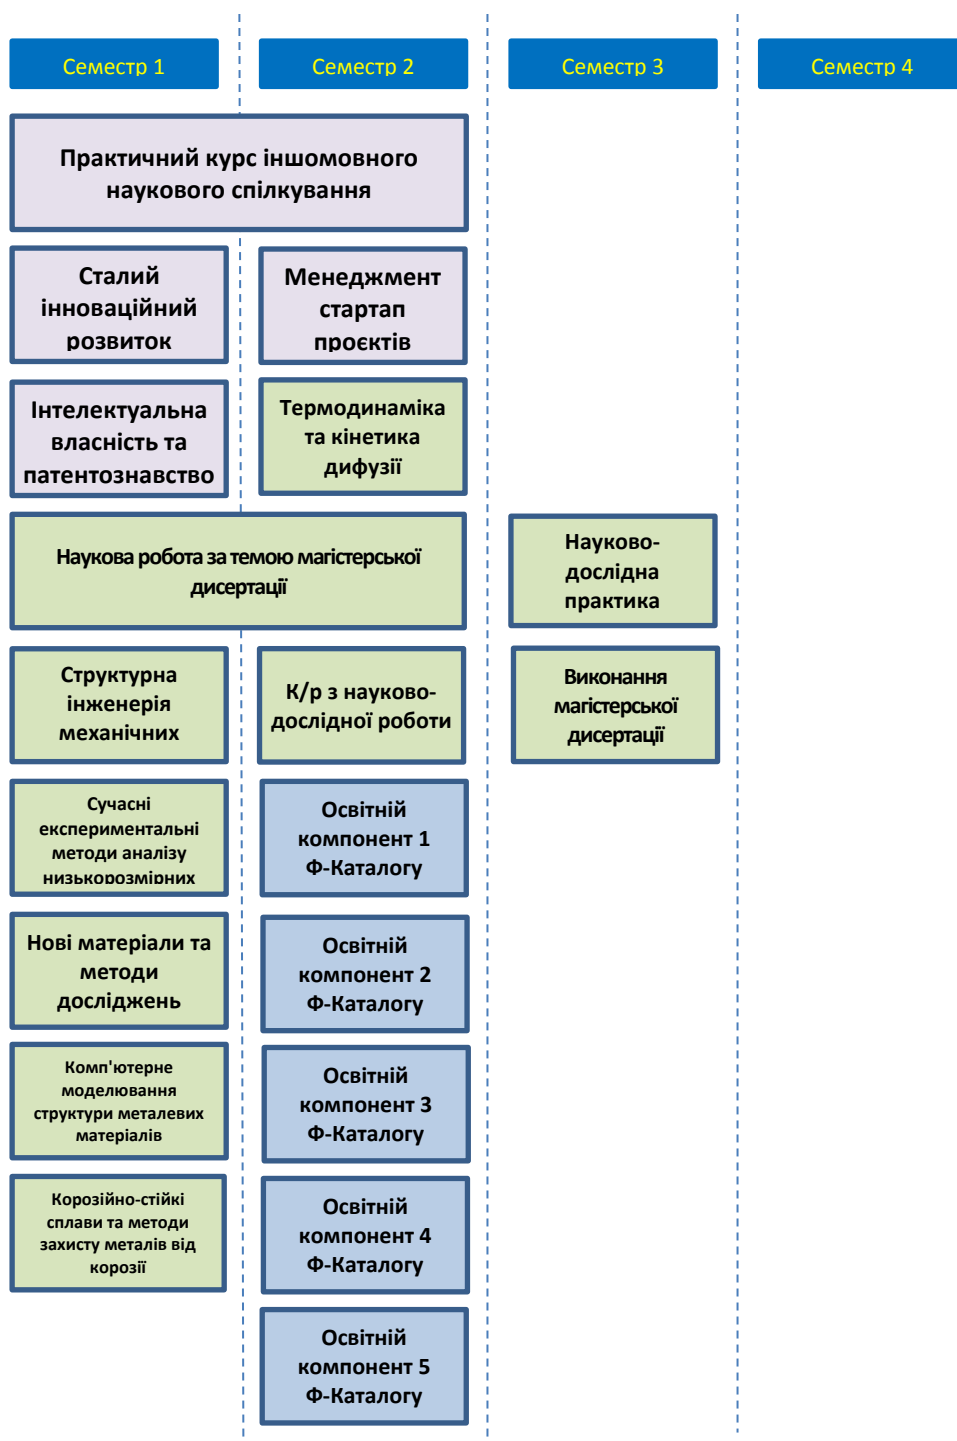 Семестр 1
Семестр 2
Семестр 3
Семестр 4
Практичний курс іншомовного
наукового спілкування
Сталий
інноваційний
розвиток
Менеджмент
стартап
проєктів
Інтелектуальна
власність та
патентознавство
Термодинаміка
та кінетика
дифузії
Наукова робота за темою магістерської
дисертації
Науково-
дослідна
практика
Структурна
інженерія
механічних
К/р з науково-
дослідної роботи
Виконання
магістерської
дисертації
Сучасні
експериментальні
методи аналізу
низькорозмірних
Освітній
компонент 1
Ф-Каталогу
Нові матеріали та
методи
досліджень
Освітній
компонент 2
Ф-Каталогу
Комп'ютерне
моделювання
структури металевих
матеріалів
Освітній
компонент 3
Ф-Каталогу
Корозійно-стійкі
сплави та методи
захисту металів від
корозії
Освітній
компонент 4
Ф-Каталогу
Освітній
компонент 5
Ф-Каталогу